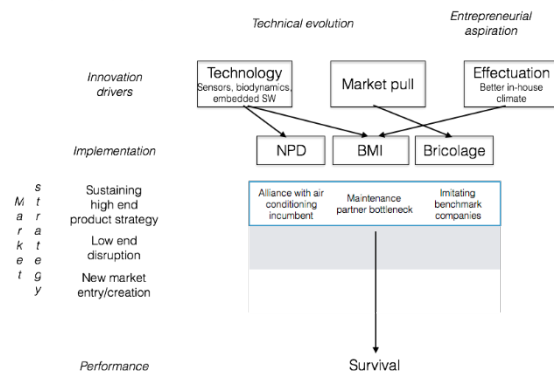 Technical evolution
Entrepreneurial
aspiration
Innovation
drivers
Technology
Sensors, biodynamics,
embedded SW
Market pull
Effectuation
Better in-house
climate
Implementation
NPD
BMI
Bricolage
Market
strategy
Sustaining
high end
product strategy
Alliance with air
conditioning
incumbent
Maintenance
partner bottleneck
Imitating
benchmark
companies
Low end
disruption
New market
entry/creation
Performance
Survival